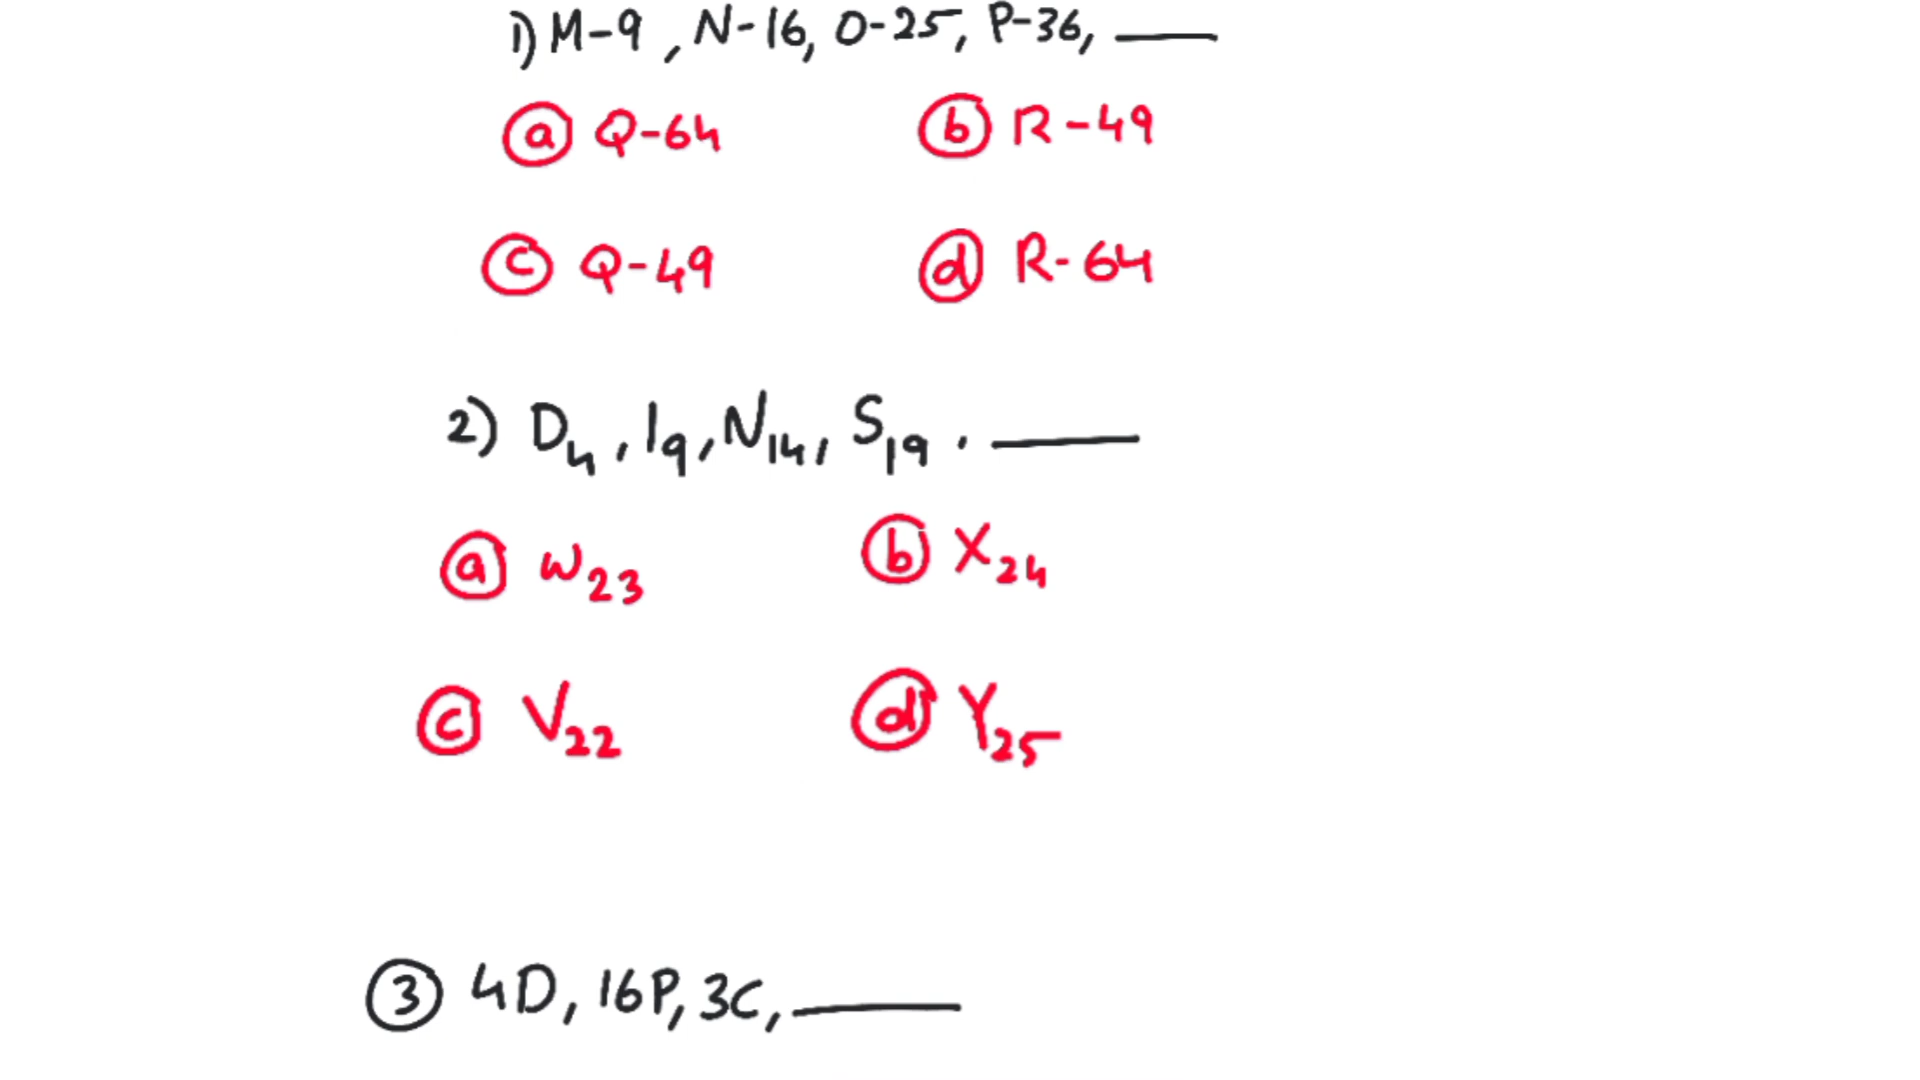 1) M-9, N-16, O-25, P-36, ____
ⓐ Q-64 ⓑ R-49
ⓒ Q-49 ⓓ R-64
2) D₄, I₉, N₁₄, S₁₉, ____
ⓐ W₂₃ ⓑ X₂₄
ⓒ V₂₂ ⓓ Y₂₅
③ 4D, 16P, 3C, ____